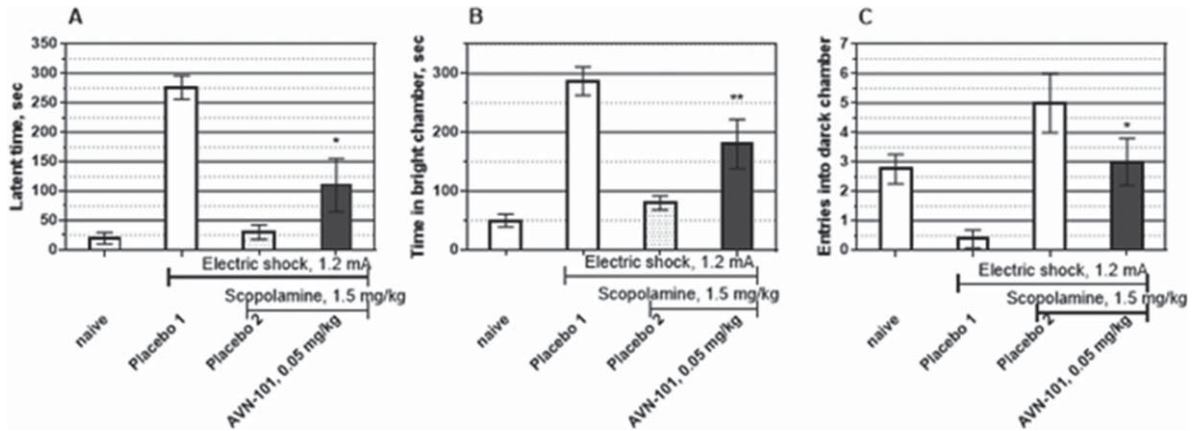 A
Latent time, sec
350
300
250
200
150
100
50
0
*
Electric shock, 1.2 mA
Scopolamine, 1.5 mg/kg
naive
Placebo 1
Placebo 2
AVN-101, 0.05 mg/kg
B
Time in bright chamber, sec
300
200
100
0
**
Electric shock, 1.2 mA
Scopolamine, 1.5 mg/kg
naive
Placebo 1
Placebo 2
AVN-101, 0.05 mg/kg
C
Entries into darck chamber
7
6
5
4
3
2
1
0
*
Electric shock, 1.2 mA
Scopolamine, 1.5 mg/kg
naive
Placebo 1
Placebo 2
AVN-101, 0.05 mg/kg